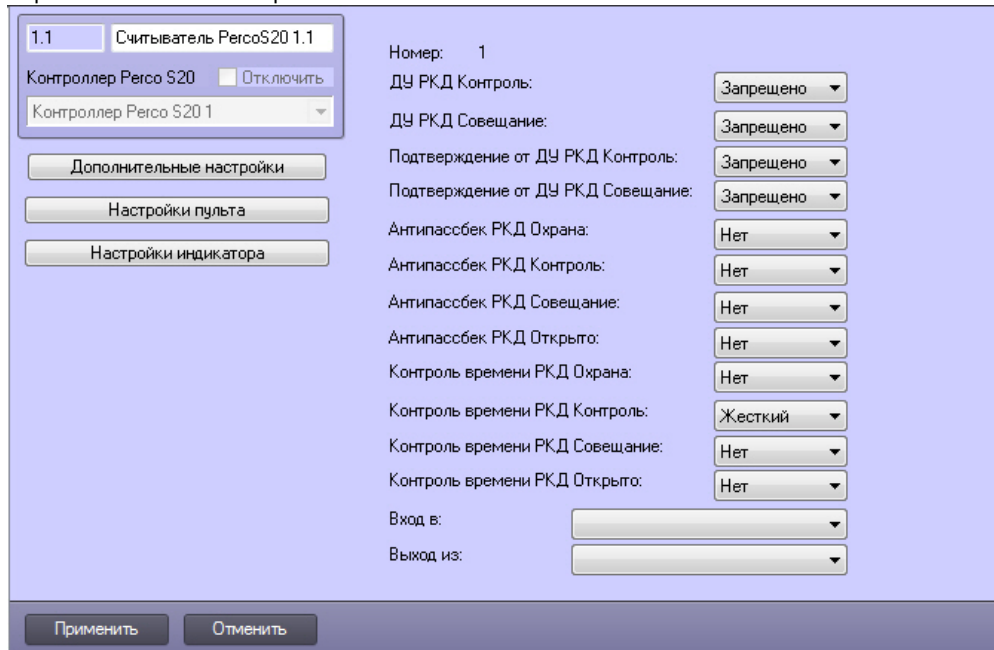 1.1 Считыватель PercoS20 1.1
Контроллер Perco S20 Отключить
Контроллер Perco S20 1
Дополнительные настройки
Настройки пульта
Настройки индикатора
Номер: 1
ДУ РКД Контроль: Запрещено
ДУ РКД Совещание: Запрещено
Подтверждение от ДУ РКД Контроль: Запрещено
Подтверждение от ДУ РКД Совещание: Запрещено
Антипассбек РКД Охрана: Нет
Антипассбек РКД Контроль: Нет
Антипассбек РКД Совещание: Нет
Антипассбек РКД Открыто: Нет
Контроль времени РКД Охрана: Нет
Контроль времени РКД Контроль: Жесткий
Контроль времени РКД Совещание: Нет
Контроль времени РКД Открыто: Нет
Вход в:
Выход из:
Применить Отменить